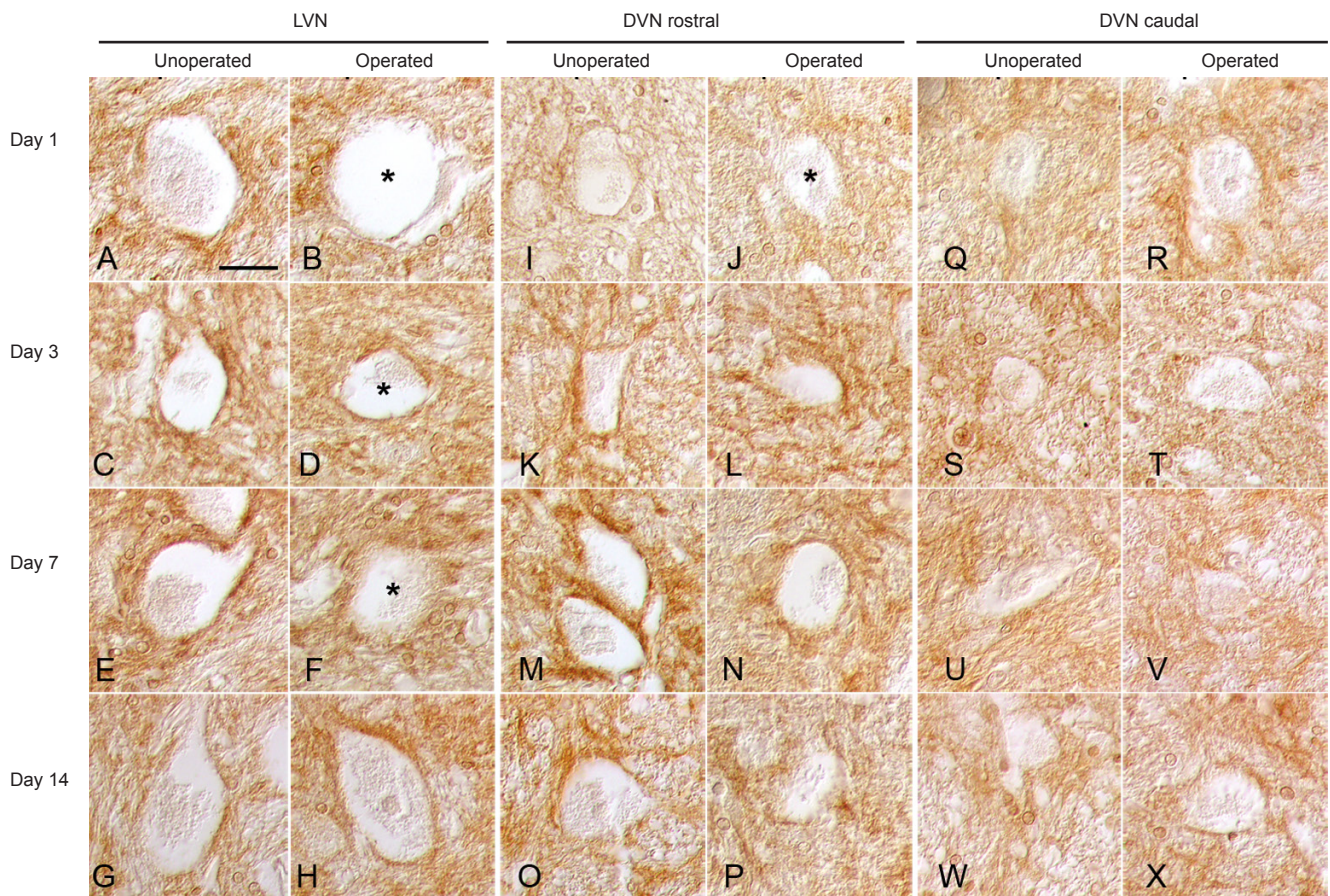 LVN DVN rostral DVN caudal
Unoperated Operated Unoperated Operated Unoperated Operated
Day 1
* *
A B I J Q R
Day 3
*
C D K L S T
Day 7
*
E F M N U V
Day 14
G H O P W X